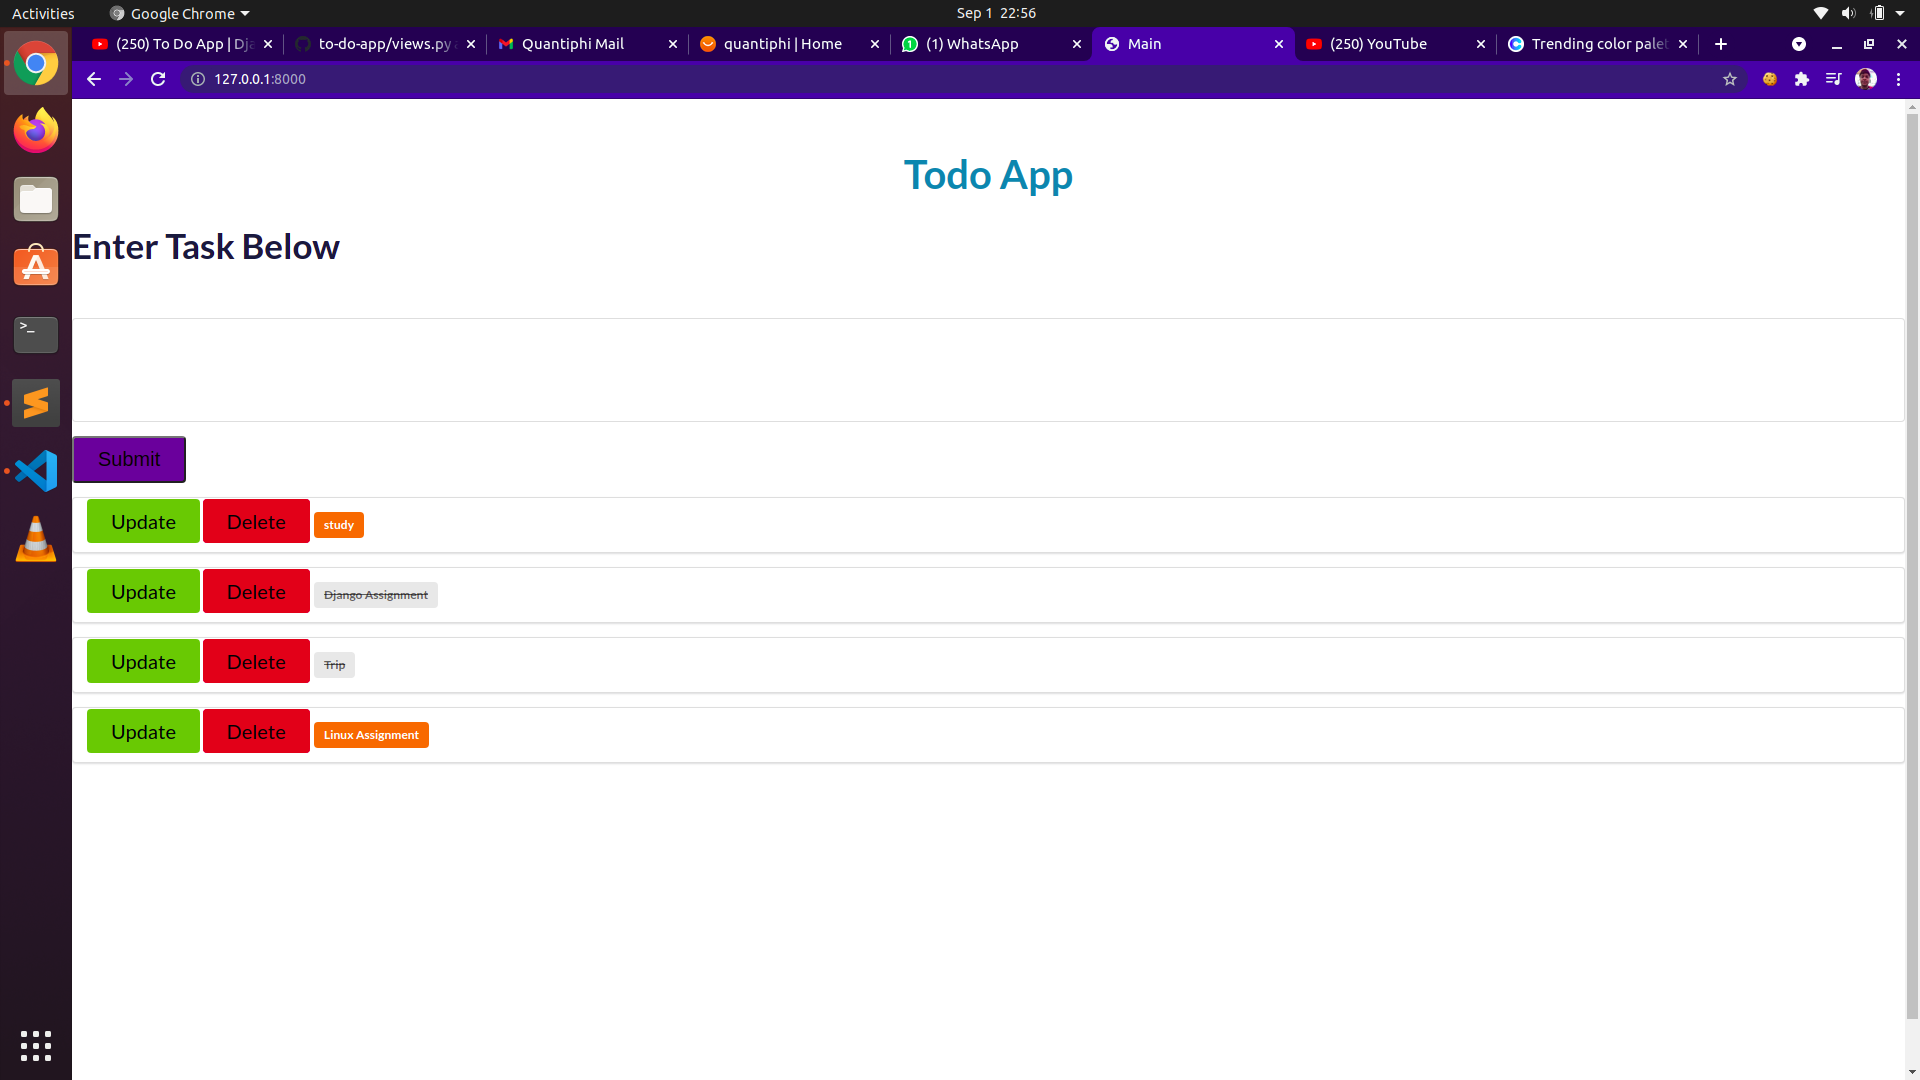 Activities
Google Chrome
Sep 1 22:56
(250) To Do App | Dja
to-do-app/views.py
Quantiphi Mail
quantiphi | Home
(1) WhatsApp
Main
(250) YouTube
Trending color palet
127.0.0.1:8000
Todo App
Enter Task Below
Submit
Update Delete study
Update Delete Django Assignment
Update Delete Trip
Update Delete Linux Assignment